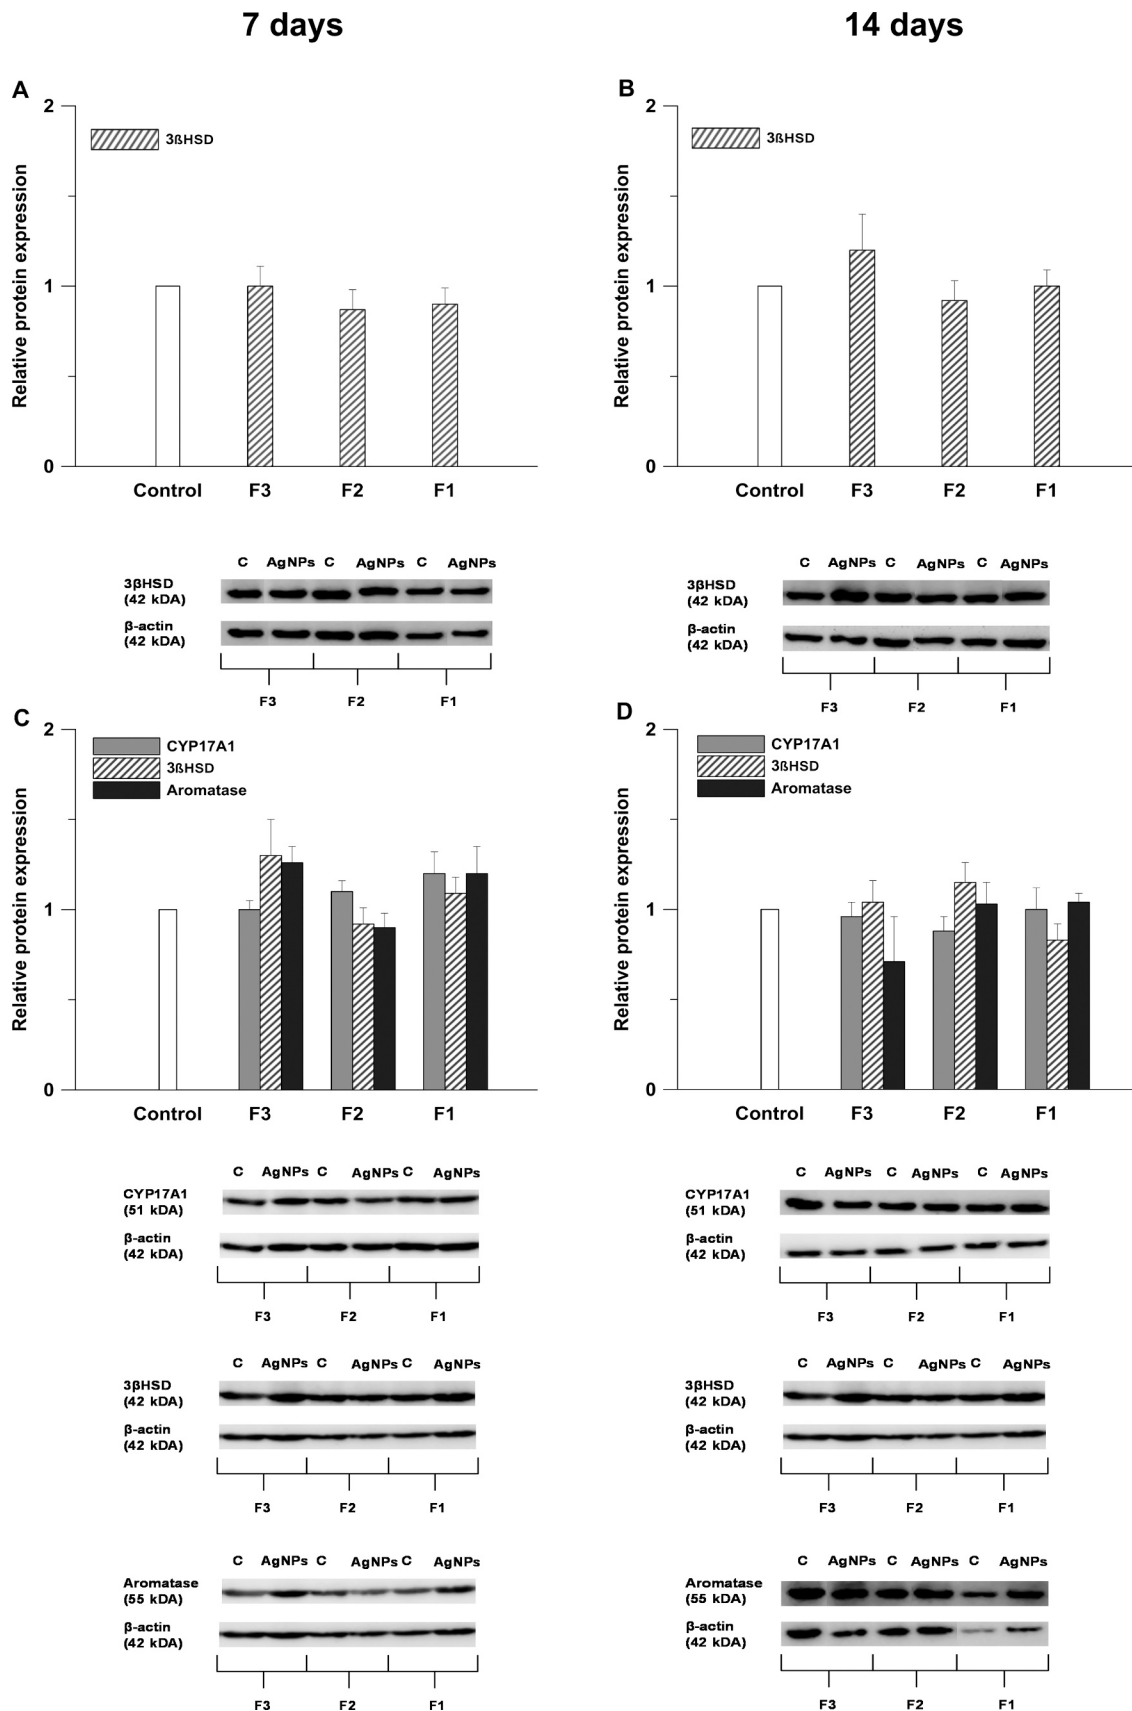 7 days
14 days
A
B
2
1
0
Relative protein expression
3ßHSD
Control F3 F2 F1
2
1
0
Relative protein expression
3ßHSD
Control F3 F2 F1
C AgNPs C AgNPs C AgNPs
3βHSD
(42 kDA)
β-actin
(42 kDA)
F3 F2 F1
C AgNPs C AgNPs C AgNPs
3βHSD
(42 kDA)
β-actin
(42 kDA)
F3 F2 F1
C
D
2
1
0
Relative protein expression
CYP17A1
3ßHSD
Aromatase
Control F3 F2 F1
2
1
0
Relative protein expression
CYP17A1
3ßHSD
Aromatase
Control F3 F2 F1
C AgNPs C AgNPs C AgNPs
CYP17A1
(51 kDA)
β-actin
(42 kDA)
F3 F2 F1
C AgNPs C AgNPs C AgNPs
CYP17A1
(51 kDA)
β-actin
(42 kDA)
F3 F2 F1
C AgNPs C AgNPs C AgNPs
3βHSD
(42 kDA)
β-actin
(42 kDA)
F3 F2 F1
C AgNPs C AgNPs C AgNPs
3βHSD
(42 kDA)
β-actin
(42 kDA)
F3 F2 F1
C AgNPs C AgNPs C AgNPs
Aromatase
(55 kDA)
β-actin
(42 kDA)
F3 F2 F1
C AgNPs C AgNPs C AgNPs
Aromatase
(55 kDA)
β-actin
(42 kDA)
F3 F2 F1